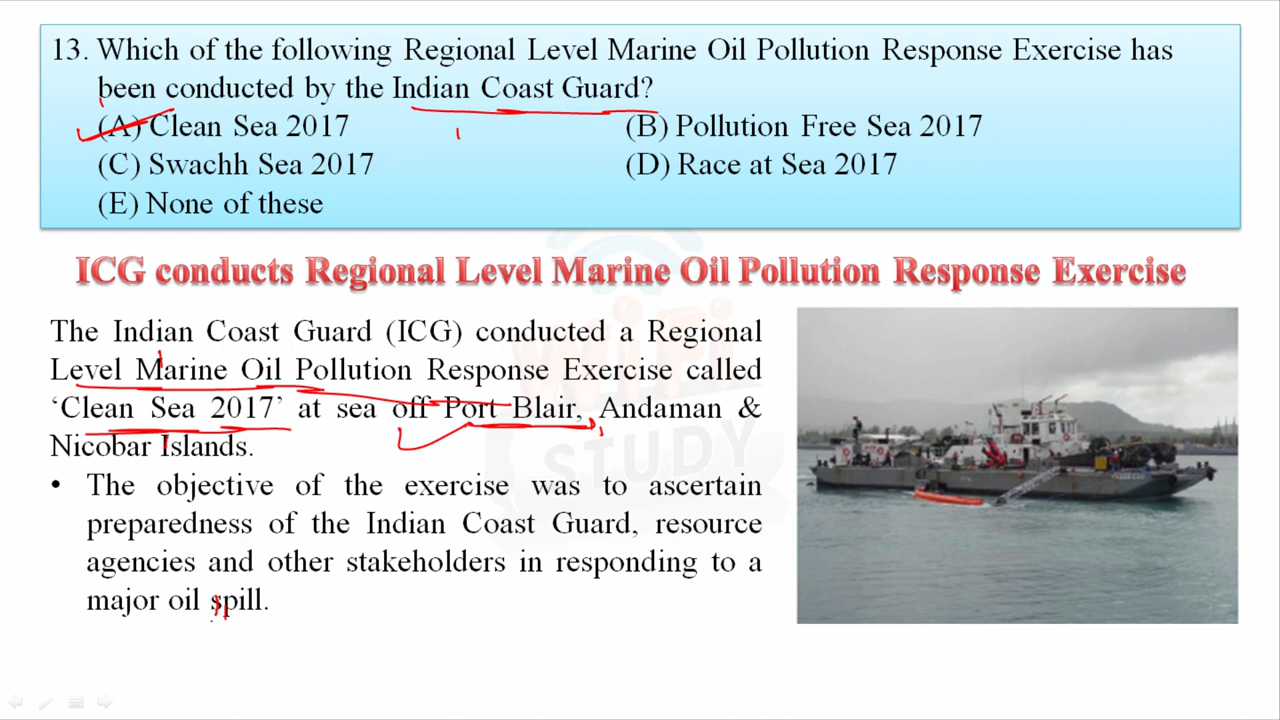 13. Which of the following Regional Level Marine Oil Pollution Response Exercise has
been conducted by the Indian Coast Guard?
(A) Clean Sea 2017 (B) Pollution Free Sea 2017
(C) Swachh Sea 2017 (D) Race at Sea 2017
(E) None of these
ICG conducts Regional Level Marine Oil Pollution Response Exercise
The Indian Coast Guard (ICG) conducted a Regional
Level Marine Oil Pollution Response Exercise called
‘Clean Sea 2017’ at sea off Port Blair, Andaman &
Nicobar Islands.
• The objective of the exercise was to ascertain
preparedness of the Indian Coast Guard, resource
agencies and other stakeholders in responding to a
major oil spill.
WiFi
STUDY